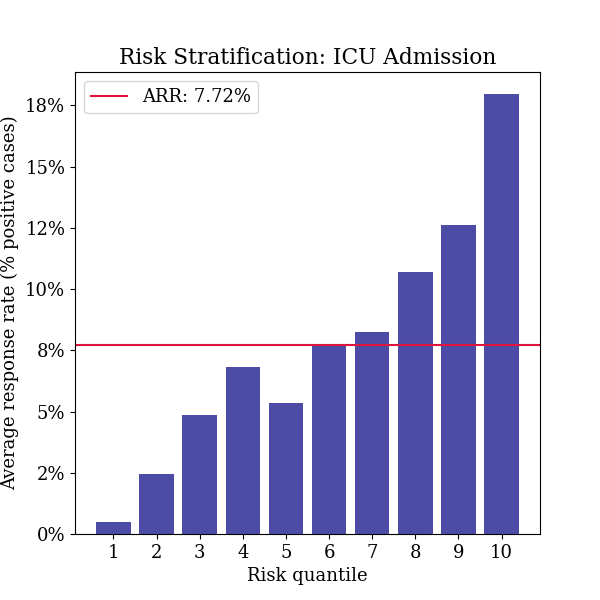 Risk Stratification: ICU Admission
ARR: 7.72%
Average response rate (% positive cases)
18%
15%
12%
10%
8%
5%
2%
0%
1 2 3 4 5 6 7 8 9 10
Risk quantile